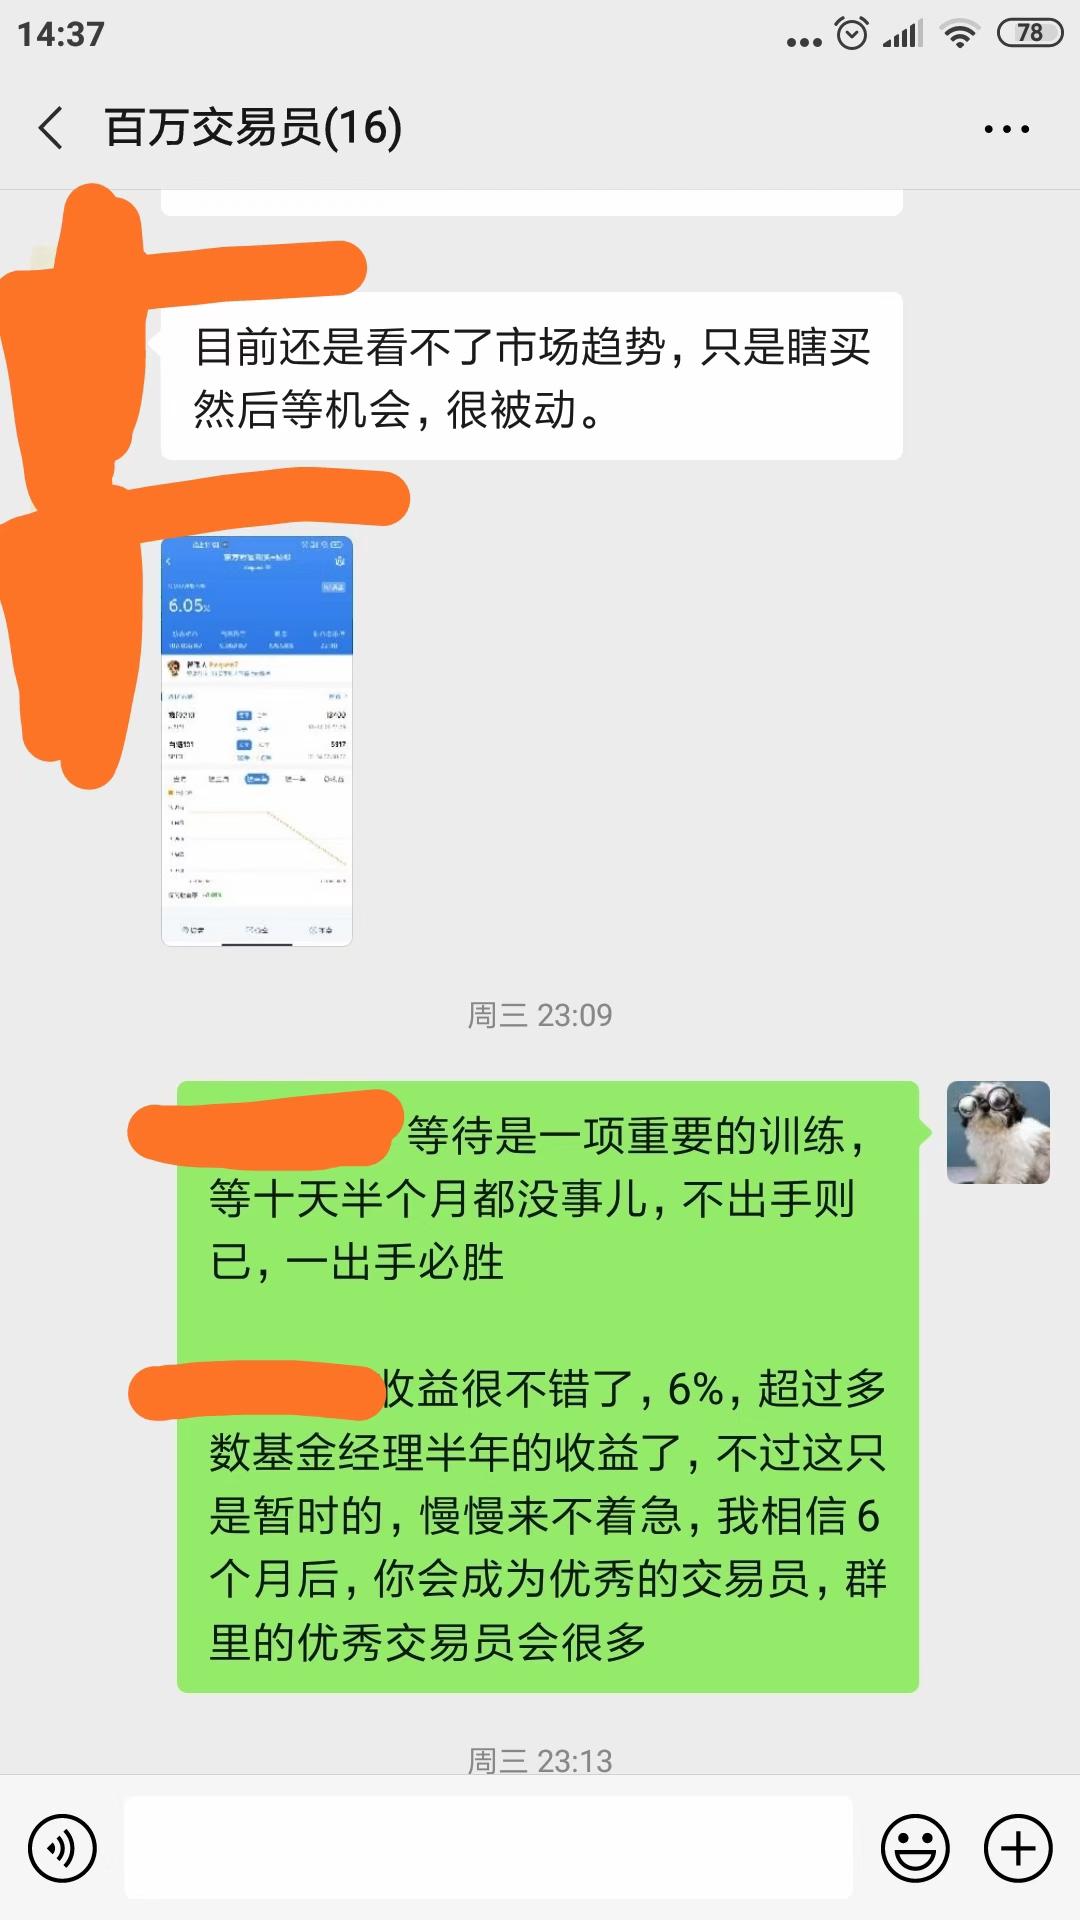 14:37
78
百万交易员(16)
目前还是看不了市场趋势,只是瞎买
然后等机会,很被动。
6.05%
周三 23:09
等待是一项重要的训练,
等十天半个月都没事儿,不出手则
已,一出手必胜
收益很不错了,6%,超过多
数基金经理半年的收益了,不过这只
是暂时的,慢慢来不着急,我相信6
个月后,你会成为优秀的交易员,群
里的优秀交易员会很多
周三 23:13